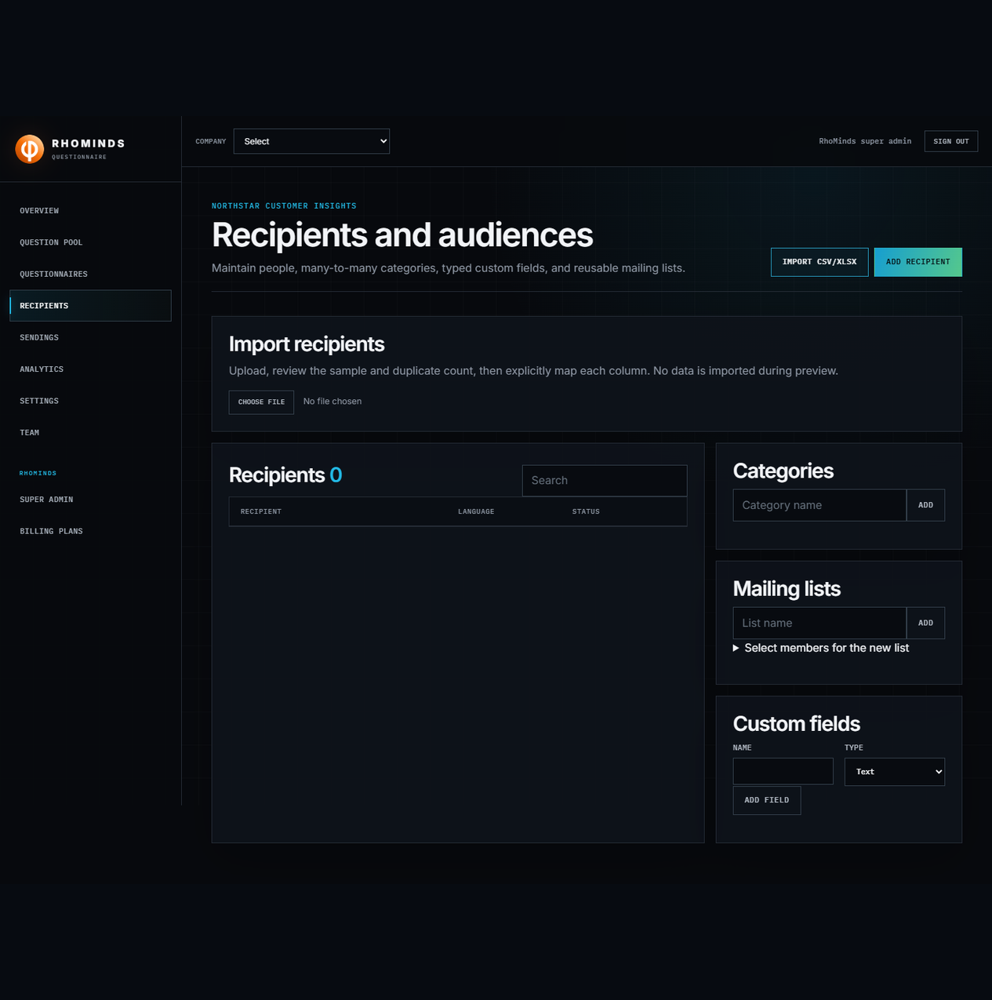 RHOMINDS
QUESTIONNAIRE
COMPANY
Select
RhoMinds super admin
SIGN OUT
OVERVIEW
QUESTION POOL
QUESTIONNAIRES
RECIPIENTS
SENDINGS
ANALYTICS
SETTINGS
TEAM
RHOMINDS
SUPER ADMIN
BILLING PLANS
NORTHSTAR CUSTOMER INSIGHTS
Recipients and audiences
Maintain people, many-to-many categories, typed custom fields, and reusable mailing lists.
IMPORT CSV/XLSX
ADD RECIPIENT
Import recipients
Upload, review the sample and duplicate count, then explicitly map each column. No data is imported during preview.
CHOOSE FILE No file chosen
Recipients 0
Search
RECIPIENT LANGUAGE STATUS
Categories
Category name ADD
Mailing lists
List name ADD
Select members for the new list
Custom fields
NAME TYPE
Text
ADD FIELD